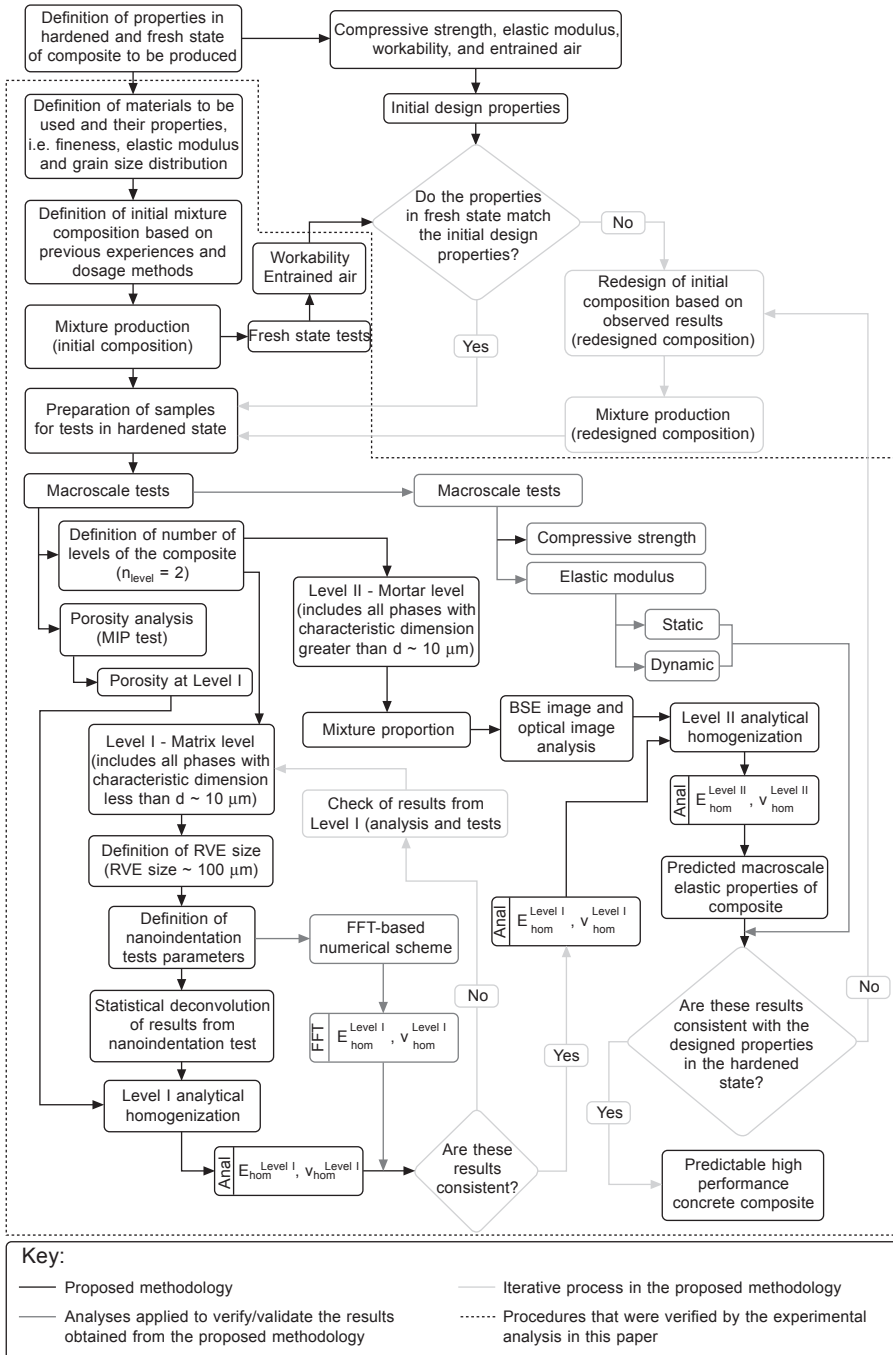 Definition of properties in
hardened and fresh state
of composite to be produced
Compressive strength, elastic modulus,
workability, and entrained air
Definition of materials to be
used and their properties,
i.e. fineness, elastic modulus
and grain size distribution
Initial design properties
Do the properties
in fresh state match
the initial design
properties?
No
Definition of initial mixture
composition based on
previous experiences and
dosage methods
Workability
Entrained air
Redesign of initial
composition based on
observed results
(redesigned composition)
Mixture production
(initial composition)
Fresh state tests
Yes
Preparation of samples
for tests in hardened state
Mixture production
(redesigned composition)
Macroscale tests
Macroscale tests
Definition of number of
levels of the composite
(n level = 2)
Compressive strength
Level II - Mortar level
(includes all phases with
characteristic dimension
greater than d ~ 10 μm)
Elastic modulus
Static
Dynamic
Porosity analysis
(MIP test)
Porosity at Level I
Mixture proportion
BSE image and
optical image
analysis
Level II analytical
homogenization
Level I - Matrix level
(includes all phases with
characteristic dimension
less than d ~ 10 μm)
Check of results from
Level I (analysis and tests
Anal E hom Level II , ν hom Level II
Definition of RVE size
(RVE size ~ 100 μm)
Predicted macroscale
elastic properties of
composite
Definition of
nanoindentation
tests parameters
FFT-based
numerical scheme
Anal E hom Level I , ν hom Level I
No
No
Statistical deconvolution
of results from
nanoindentation test
FFT E hom Level I , ν hom Level I
Yes
Are these results
consistent with the
designed properties
in the hardened
state?
Level I analytical
homogenization
Yes
Anal E hom Level I , ν hom Level I
Are these
results
consistent?
Predictable high
performance
concrete composite
Key:
Proposed methodology
Iterative process in the proposed methodology
Analyses applied to verify/validate the results
obtained from the proposed methodology
Procedures that were verified by the experimental
analysis in this paper